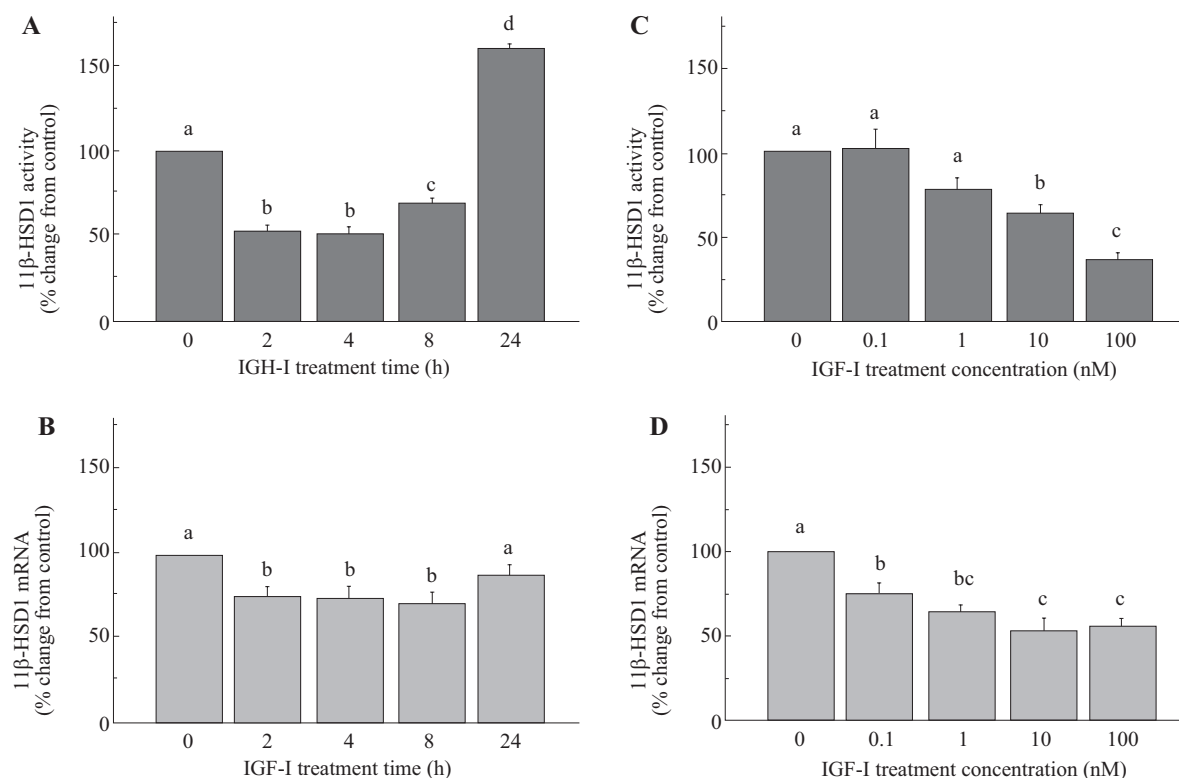 A
11β-HSD1 activity
(% change from control)
150
100
50
0
a
b
b
c
d
0 2 4 8 24
IGH-I treatment time (h)
B
11β-HSD1 mRNA
(% change from control)
150
100
50
0
a
b
b
b
a
0 2 4 8 24
IGF-I treatment time (h)
C
11β-HSD1 activity
(% change from control)
150
100
50
0
a
a
a
b
c
0 0.1 1 10 100
IGF-I treatment concentration (nM)
D
11β-HSD1 mRNA
(% change from control)
150
100
50
0
a
b
bc
c
c
0 0.1 1 10 100
IGF-I treatment concentration (nM)